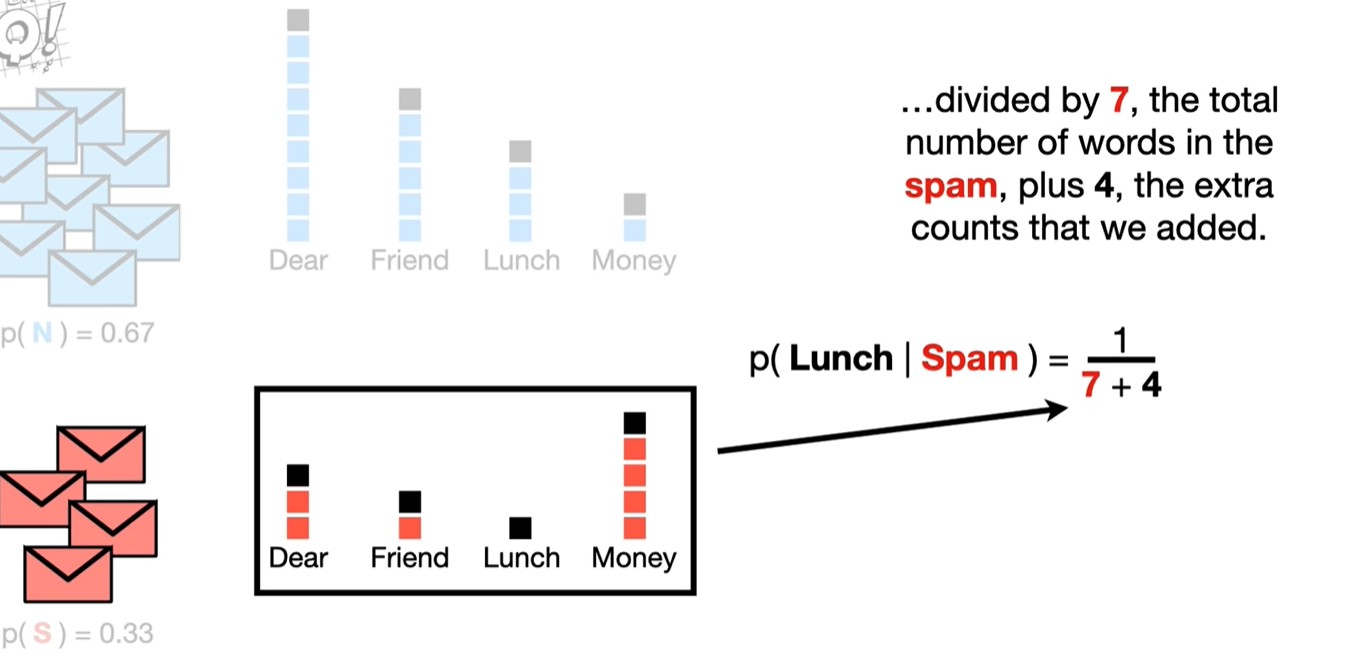 Dear Friend Lunch Money
...divided by 7, the total
number of words in the
spam, plus 4, the extra
counts that we added.
p( N ) = 0.67
p( Lunch | Spam ) = 1
7 + 4
Dear Friend Lunch Money
p( S ) = 0.33